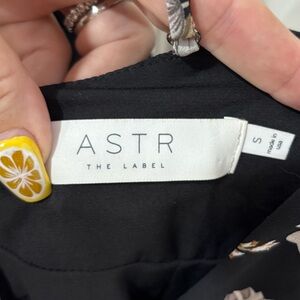 ASTR
THE LABEL
S
made in
usa